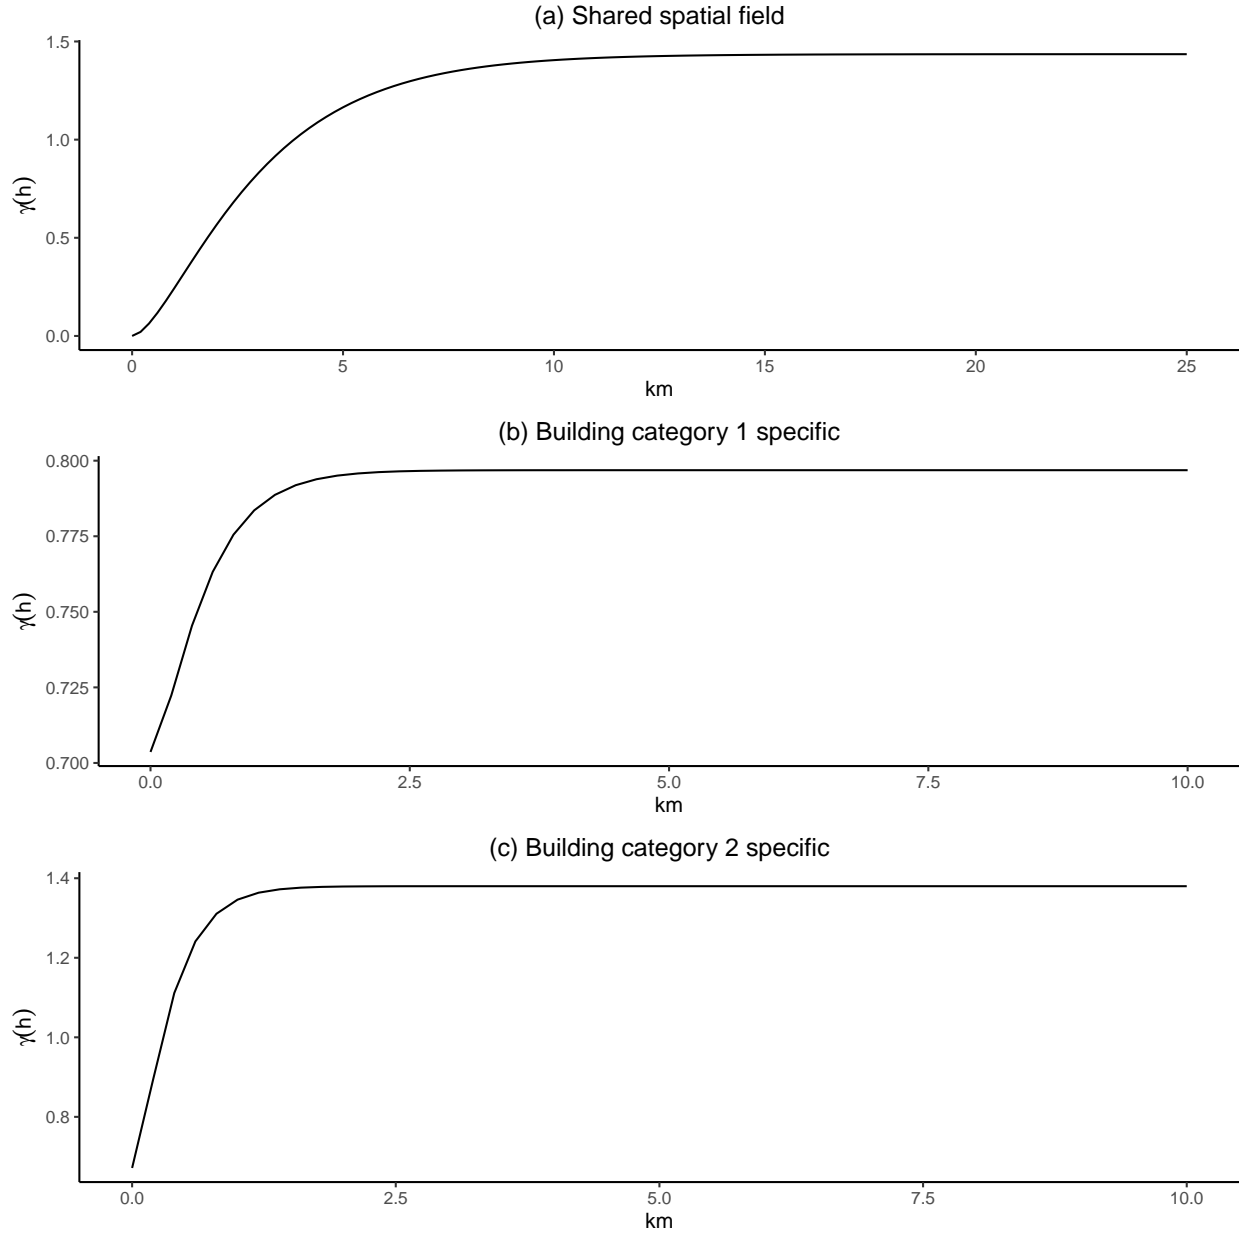 (a) Shared spatial field
1.5
1.0
0.5
0.0
γ(h)
0 5 10 15 20 25
km
(b) Building category 1 specific
0.800
0.775
0.750
0.725
0.700
γ(h)
0.0 2.5 5.0 7.5 10.0
km
(c) Building category 2 specific
1.4
1.2
1.0
0.8
γ(h)
0.0 2.5 5.0 7.5 10.0
km